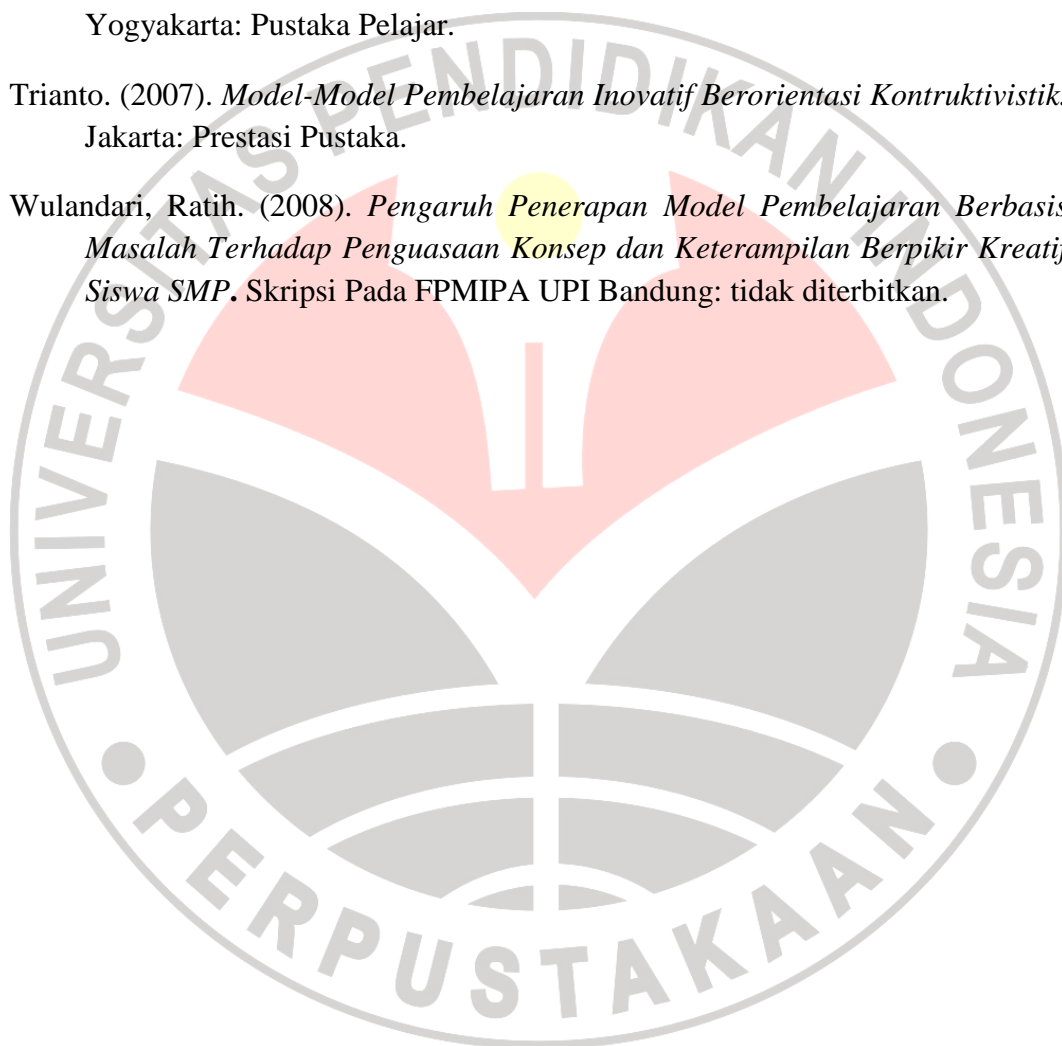 Yogyakarta: Pustaka Pelajar.
Trianto. (2007). Model-Model Pembelajaran Inovatif Berorientasi Kontruktivistik.
Jakarta: Prestasi Pustaka.
Wulandari, Ratih. (2008). Pengaruh Penerapan Model Pembelajaran Berbasis
Masalah Terhadap Penguasaan Konsep dan Keterampilan Berpikir Kreatif
Siswa SMP. Skripsi Pada FPMIPA UPI Bandung: tidak diterbitkan.
UNIVERSITAS PENDIDIKAN INDONESIA
PERPUSTAKAAN